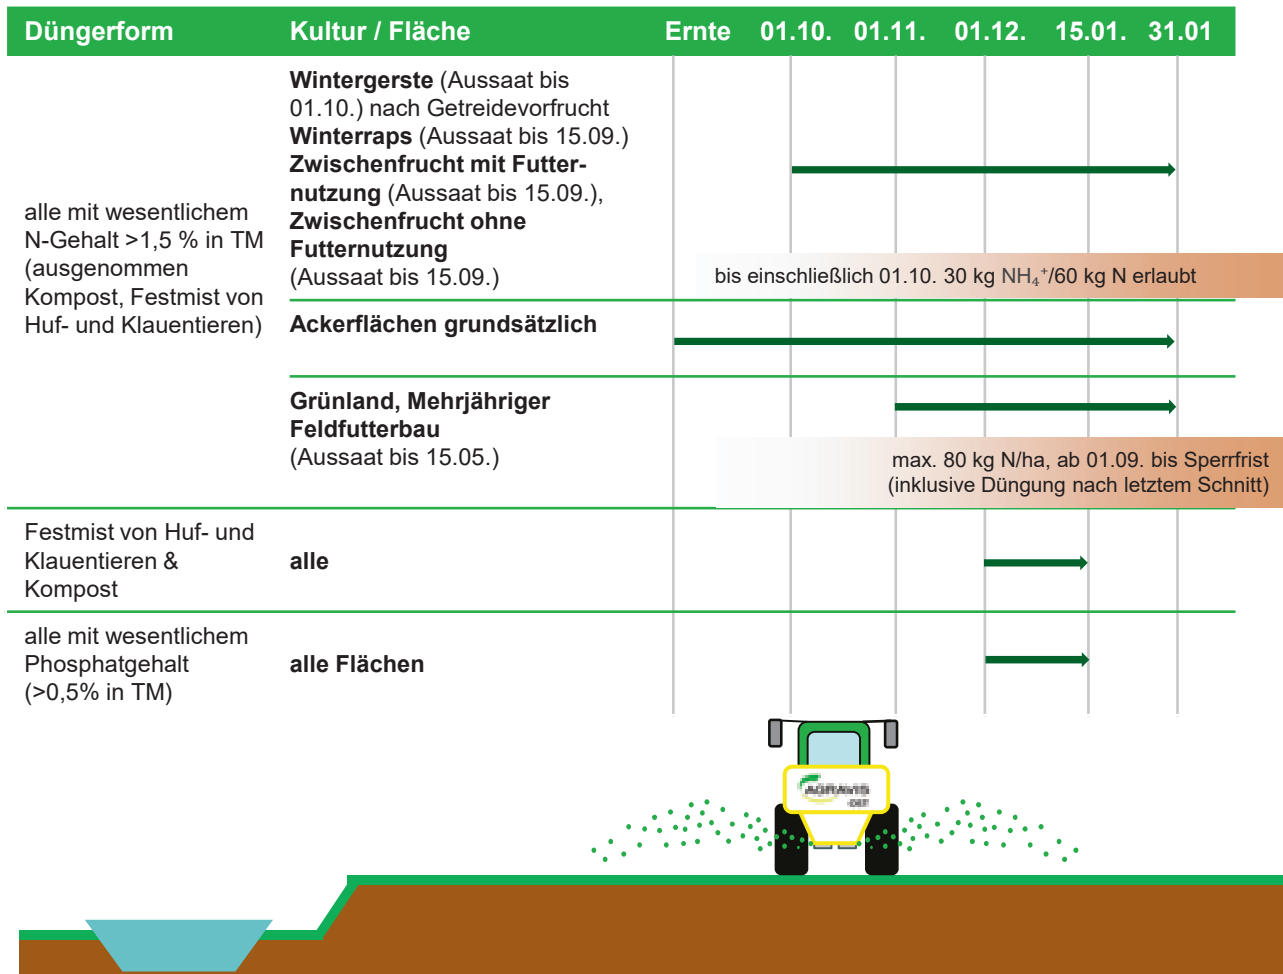 Düngerform Kultur / Fläche Ernte 01.10. 01.11. 01.12. 15.01. 31.01
Wintergerste (Aussaat bis
01.10.) nach Getreidevorfrucht
Winterraps (Aussaat bis 15.09.)
Zwischenfrucht mit Futter-
nutzung (Aussaat bis 15.09.),
Zwischenfrucht ohne
Futternutzung
(Aussaat bis 15.09.)
alle mit wesentlichem
N-Gehalt >1,5 % in TM
(ausgenommen
Kompost, Festmist von
Huf- und Klauentieren)
bis einschließlich 01.10. 30 kg NH₄⁺/60 kg N erlaubt
Ackerflächen grundsätzlich
Grünland, Mehrjähriger
Feldfutterbau
(Aussaat bis 15.05.)
max. 80 kg N/ha, ab 01.09. bis Sperrfrist
(inklusive Düngung nach letztem Schnitt)
Festmist von Huf- und
Klauentieren &
Kompost
alle
alle mit wesentlichem
Phosphatgehalt
(>0,5% in TM)
alle Flächen
AGRAVIS
OST